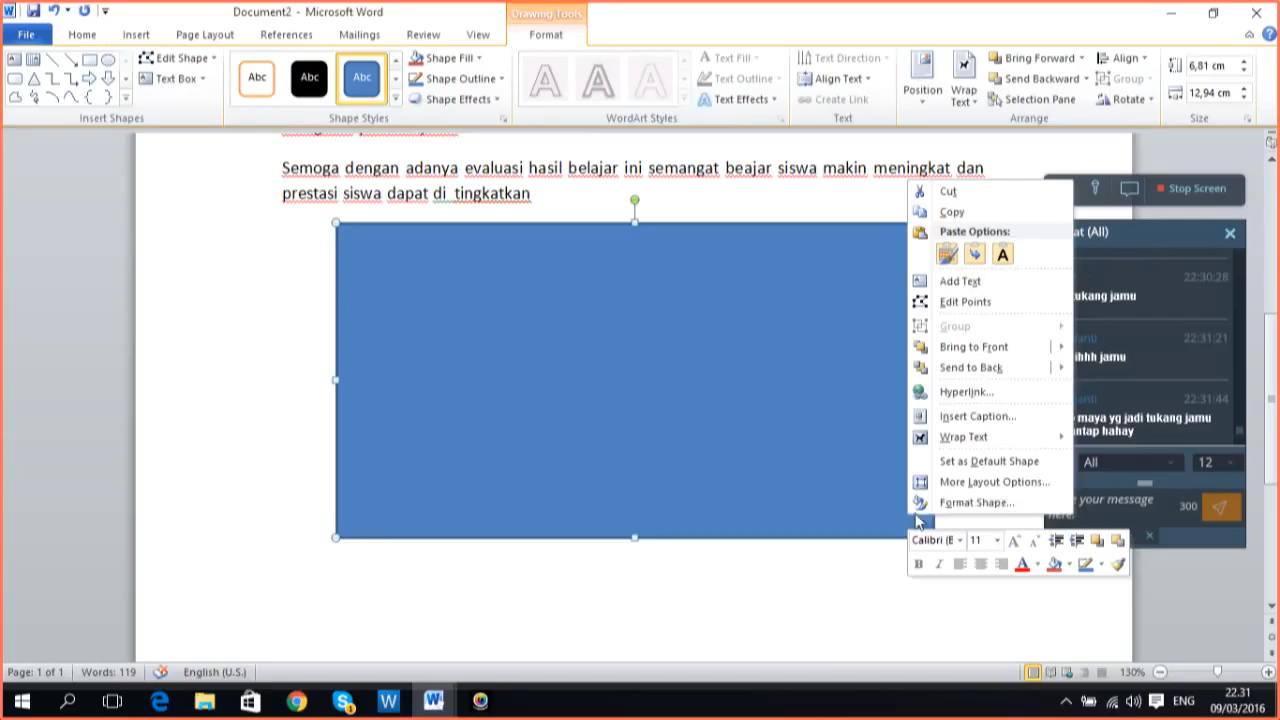 Document2 - Microsoft Word
Drawing Tools
File Home Insert Page Layout References Mailings Review View Format
Edit Shape
Text Box
Insert Shapes
Abc Abc Abc
Shape Fill
Shape Outline
Shape Effects
Shape Styles
A A A
Text Fill
Text Outline
Text Effects
WordArt Styles
Text Direction
Align Text
Create Link
Text
Position
Wrap Text
Bring Forward
Send Backward
Selection Pane
Align
Group
Rotate
Arrange
6,81 cm
12,94 cm
Size
Semoga dengan adanya evaluasi hasil belajar ini semangat beajar siswa makin meningkat dan
prestasi siswa dapat di tingkatkan
Cut
Copy
Paste Options:
A
Add Text
Edit Points
Group
Bring to Front
Send to Back
Hyperlink...
Insert Caption...
Wrap Text
Set as Default Shape
More Layout Options...
Format Shape...
Calibri (E 11
B I A
Stop Screen
(All)
22:30:28
tukang jamu
22:31:21
jamu
22:31:44
maya yg jadi tukang jamu
hahay
All 12
your message
here!
300
Page: 1 of 1 Words: 119 English (U.S.) 130%
ENG
22.31
09/03/2016